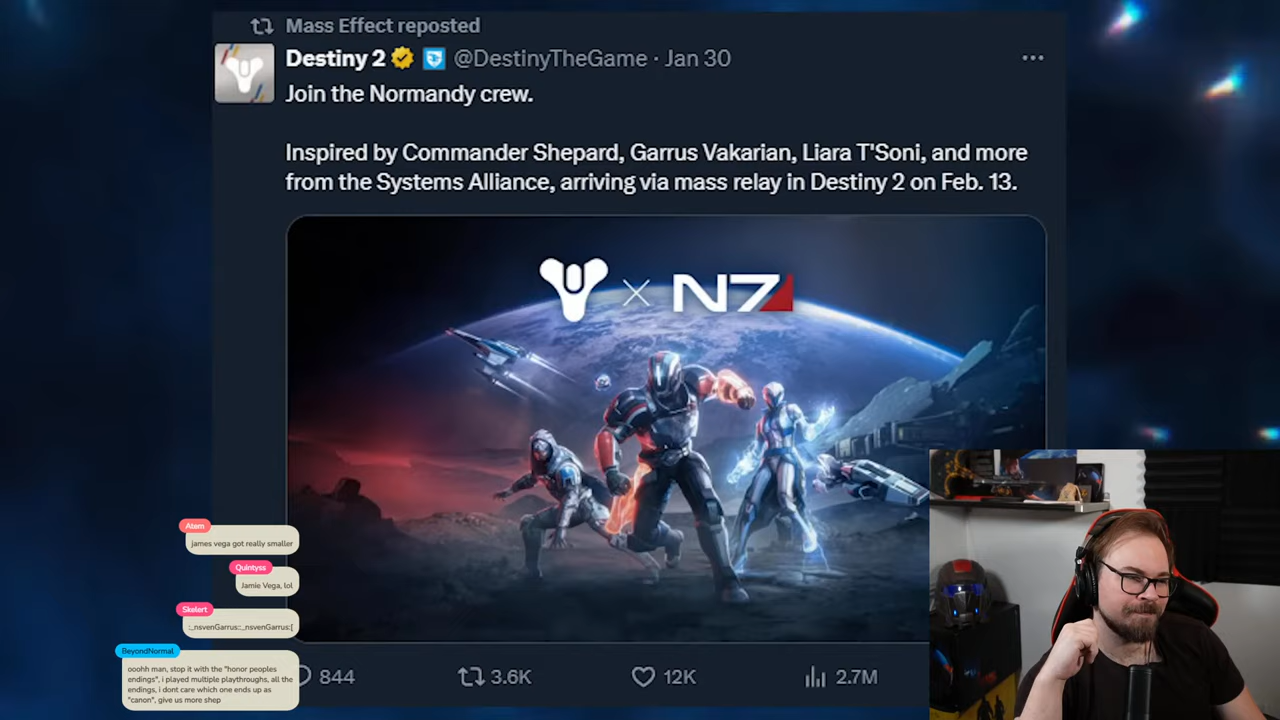 Mass Effect reposted
Destiny 2 @DestinyTheGame · Jan 30
Join the Normandy crew.
Inspired by Commander Shepard, Garrus Vakarian, Liara T'Soni, and more
from the Systems Alliance, arriving via mass relay in Destiny 2 on Feb. 13.
N7
844 3.6K 12K 2.7M
Atem
james vega got really smaller
Quintyss
Jamie Vega, lol
Skelert
:_nsvenGarrus::_nsvenGarrus:[
BeyondNormal
ooohh man, stop it with the "honor peoples
endings", i played multiple playthroughs, all the
endings, i dont care which one ends up as
"canon", give us more shep